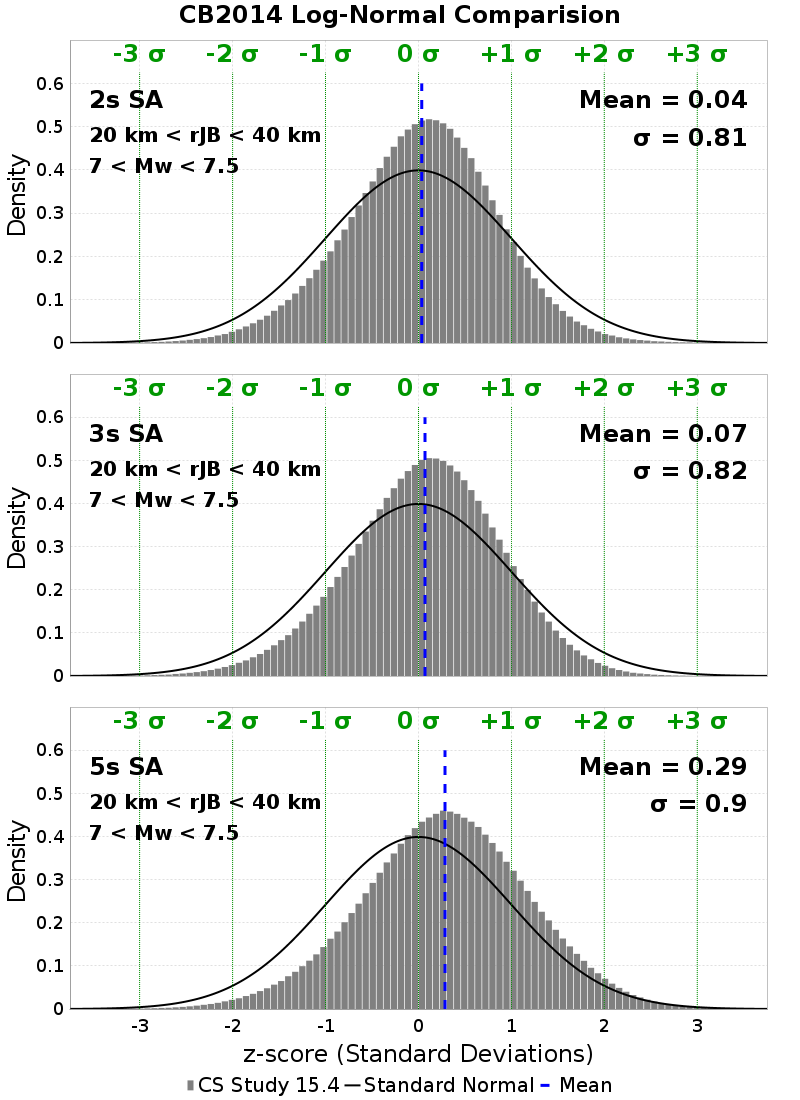 CB2014 Log-Normal Comparision
-3 σ -2 σ -1 σ 0 σ +1 σ +2 σ +3 σ
2s SA
20 km < rJB < 40 km
7 < Mw < 7.5
Mean = 0.04
σ = 0.81
Density
0.6
0.5
0.4
0.3
0.2
0.1
0
-3 σ -2 σ -1 σ 0 σ +1 σ +2 σ +3 σ
3s SA
20 km < rJB < 40 km
7 < Mw < 7.5
Mean = 0.07
σ = 0.82
Density
0.6
0.5
0.4
0.3
0.2
0.1
0
-3 σ -2 σ -1 σ 0 σ +1 σ +2 σ +3 σ
5s SA
20 km < rJB < 40 km
7 < Mw < 7.5
Mean = 0.29
σ = 0.9
Density
0.6
0.5
0.4
0.3
0.2
0.1
0
-3 -2 -1 0 1 2 3
z-score (Standard Deviations)
CS Study 15.4 Standard Normal Mean